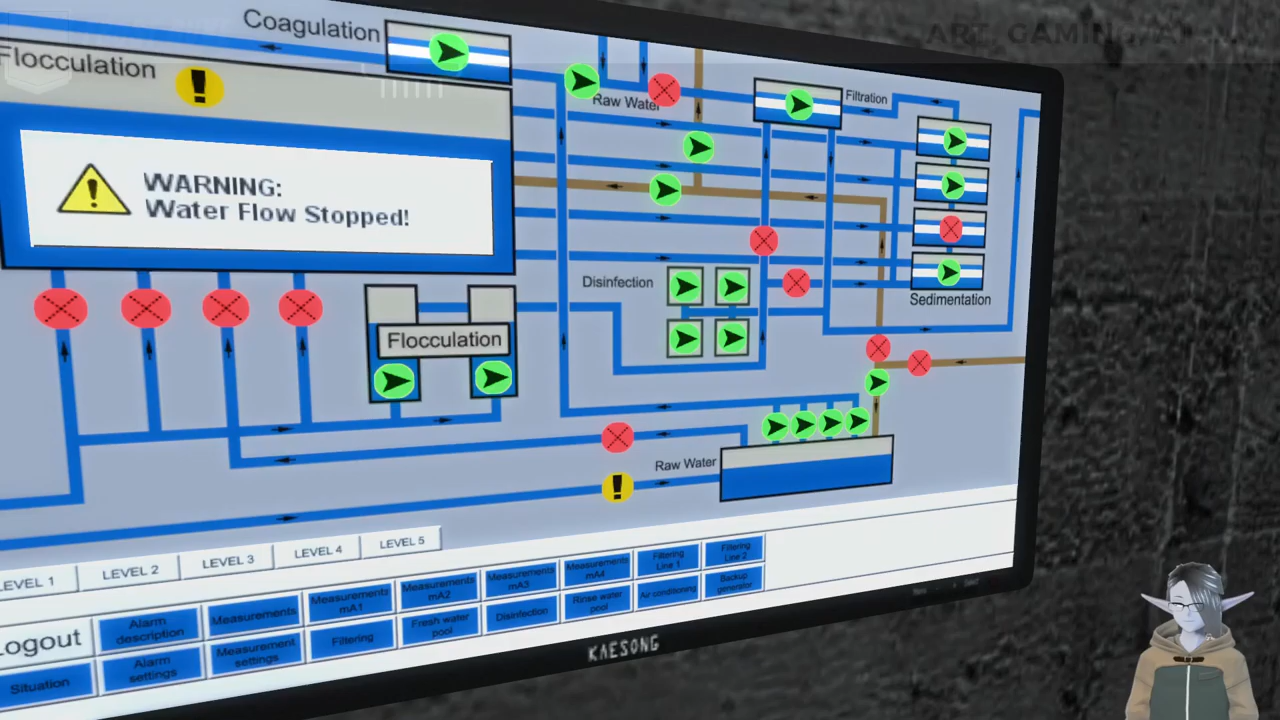 ART_GAMING/AI
Coagulation
Flocculation
!
Raw Water
Filtration
!
WARNING:
Water Flow Stopped!
Disinfection
Sedimentation
Flocculation
Raw Water
!
LEVEL 1
LEVEL 2
LEVEL 3
LEVEL 4
LEVEL 5
Logout
Alarm
description
Measurements
Measurements
mA1
Measurements
mA2
Measurements
mA3
Measurements
mA4
Filtering
Line 1
Filtering
Line 2
Situation
Alarm
settings
Measurement
settings
Filtering
Fresh water
pool
Disinfection
Rinse water
pool
Air conditioning
Backup
generator
KAESONG